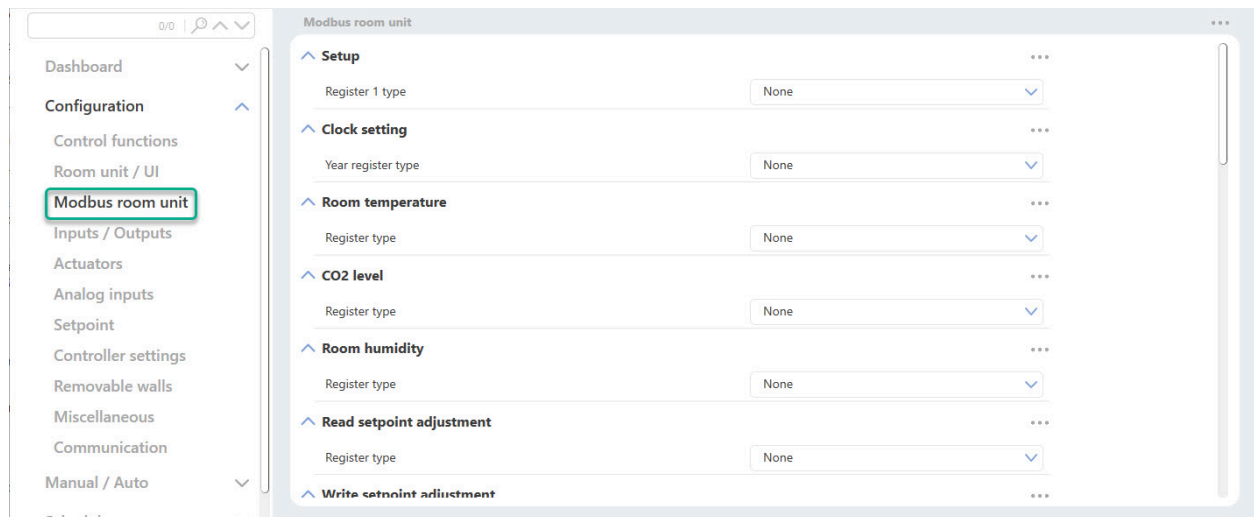 0/0
Dashboard
Configuration
Control functions
Room unit / UI
Modbus room unit
Inputs / Outputs
Actuators
Analog inputs
Setpoint
Controller settings
Removable walls
Miscellaneous
Communication
Manual / Auto
Modbus room unit
Setup
Register 1 type None
Clock setting
Year register type None
Room temperature
Register type None
CO2 level
Register type None
Room humidity
Register type None
Read setpoint adjustment
Register type None
Write setpoint adjustment